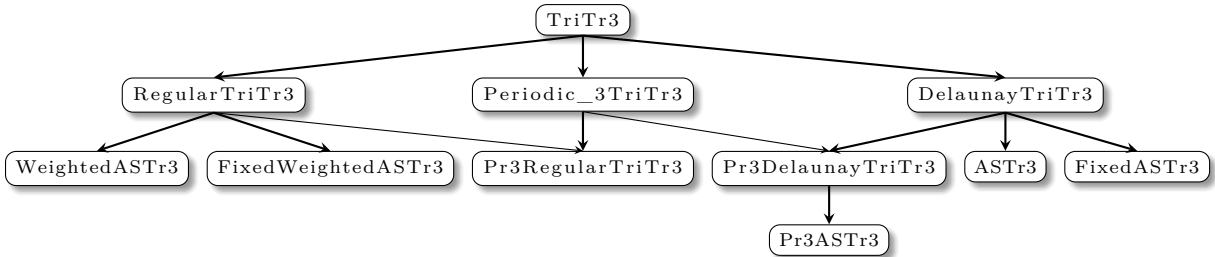 TriTr3
RegularTriTr3
Periodic_3TriTr3
DelaunayTriTr3
WeightedASTr3
FixedWeightedASTr3
Pr3RegularTriTr3
Pr3DelaunayTriTr3
ASTr3
FixedASTr3
Pr3ASTr3